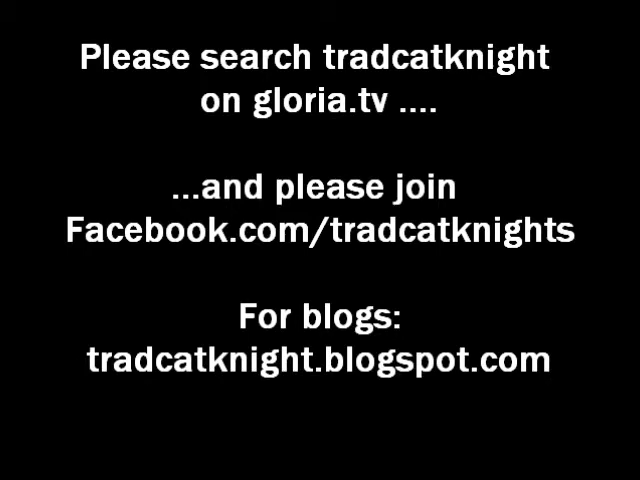 Please search tradcatknight
on gloria.tv ....
...and please join
Facebook.com/tradcatknights
For blogs:
tradcatknight.blogspot.com